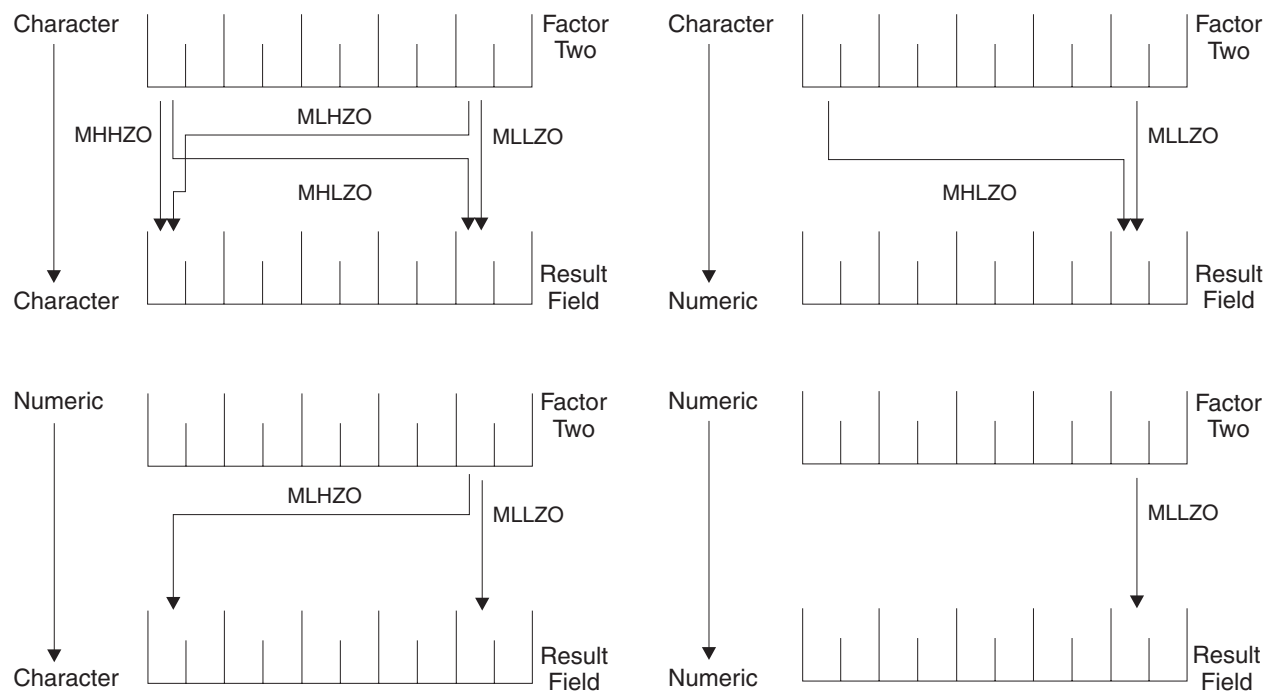 Character
Factor
Two
MHHZO
MLHZO
MLLZO
MHLZO
Character
Result
Field
Character
Factor
Two
MLLZO
MHLZO
Numeric
Result
Field
Numeric
Factor
Two
MLHZO
MLLZO
Character
Result
Field
Numeric
Factor
Two
MLLZO
Numeric
Result
Field